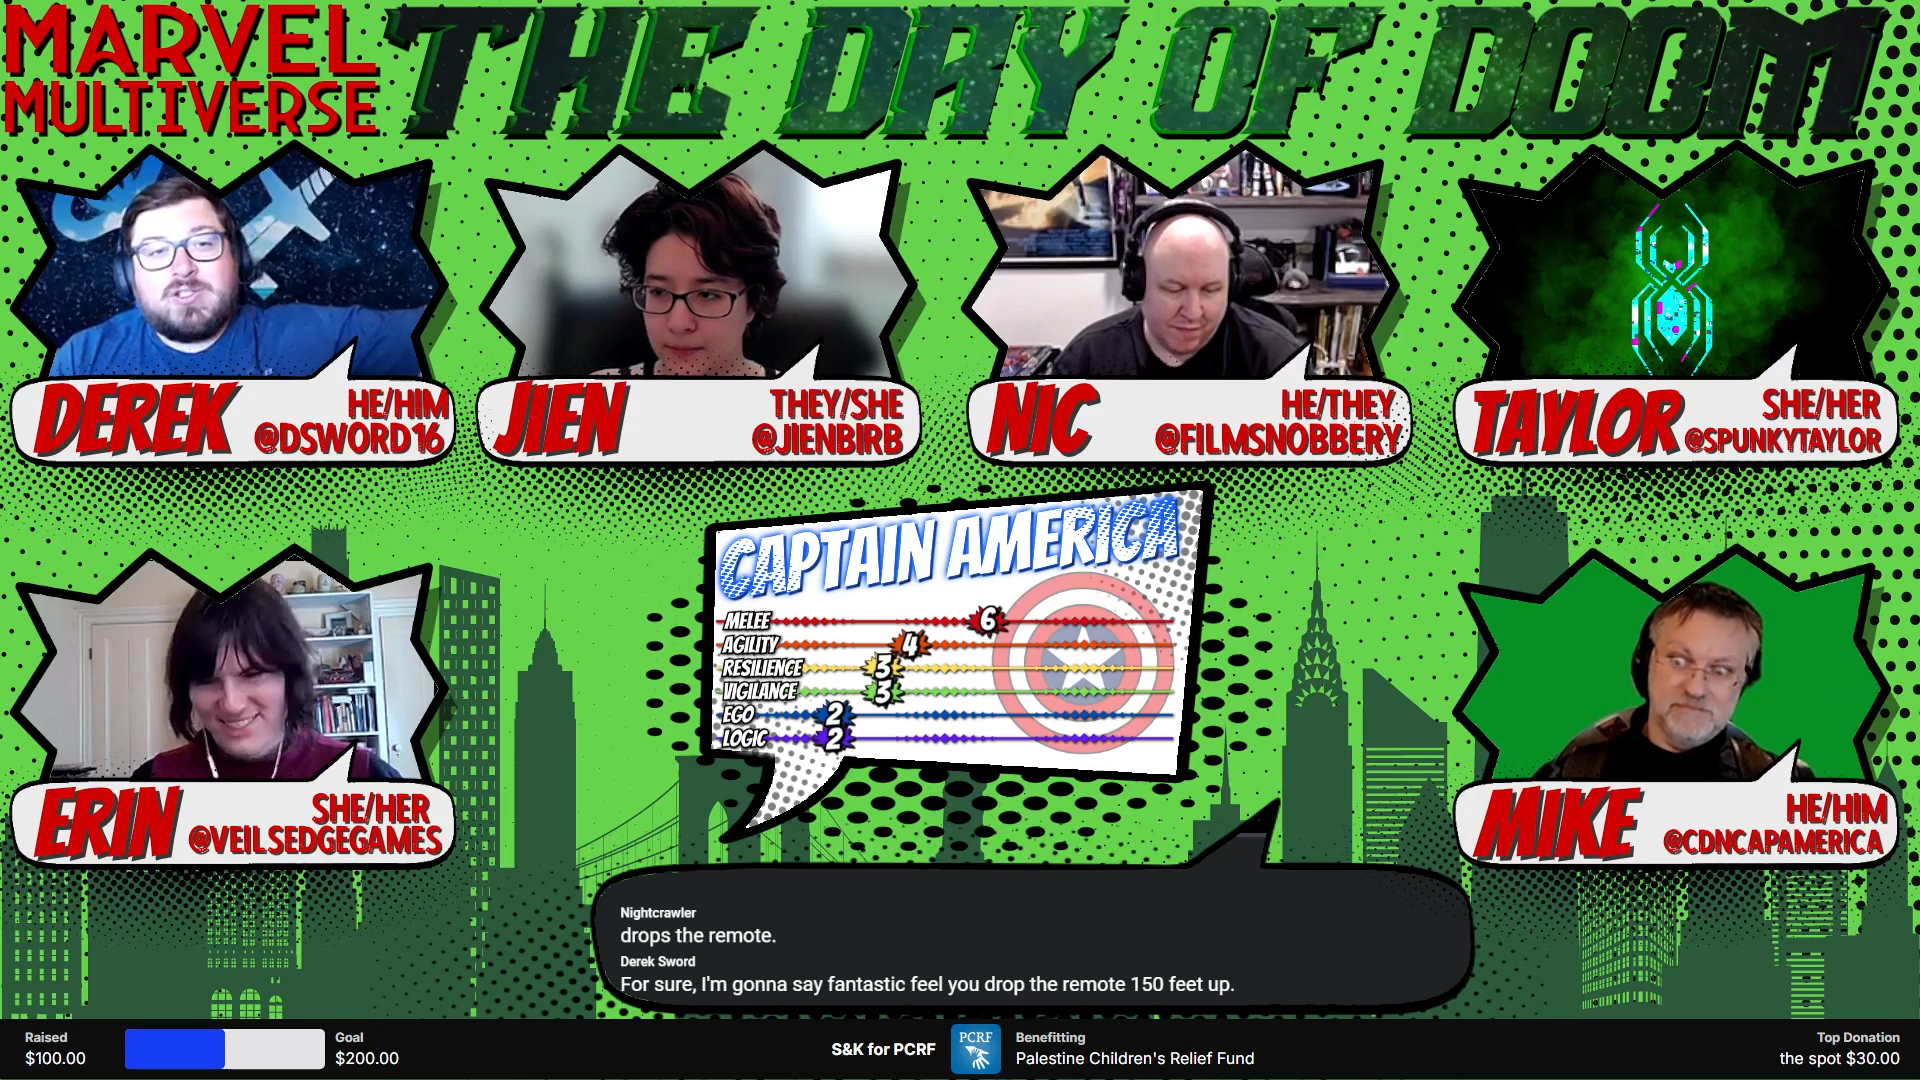 MARVEL
MULTIVERSE
THE DAY OF DOOM
DEREK
HE/HIM
@DSWORD16
JIEN
THEY/SHE
@JIENBIRB
NIC
HE/THEY
@FILMSNOBBERY
TAYLOR
SHE/HER
@SPUNKYTAYLOR
CAPTAIN AMERICA
MELEE 6
AGILITY 4
RESILIENCE 3
VIGILANCE 3
EGO 2
LOGIC 2
ERIN
SHE/HER
@VEILSEDGEGAMES
MIKE
HE/HIM
@CDNCAPAMERICA
Nightcrawler
drops the remote.
Derek Sword
For sure, I'm gonna say fantastic feel you drop the remote 150 feet up.
Raised
$100.00
Goal
$200.00
S&K for PCRF
PCRF
Benefitting
Palestine Children's Relief Fund
Top Donation
the spot $30.00